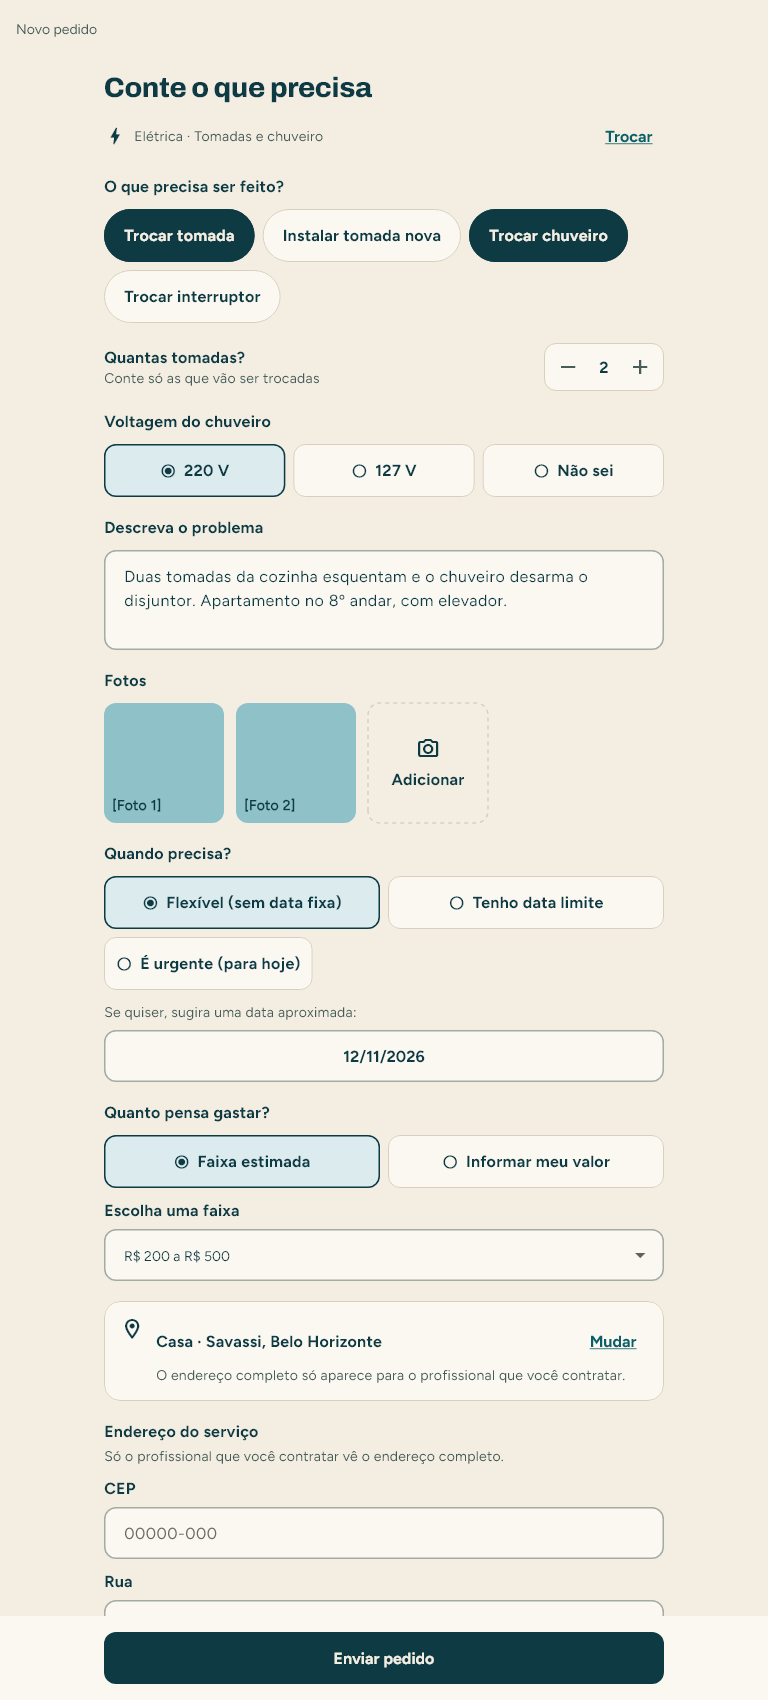 Novo pedido
Conte o que precisa
Elétrica · Tomadas e chuveiro
Trocar
O que precisa ser feito?
Trocar tomada
Instalar tomada nova
Trocar chuveiro
Trocar interruptor
Quantas tomadas?
Conte só as que vão ser trocadas
2
Voltagem do chuveiro
220 V
127 V
Não sei
Descreva o problema
Duas tomadas da cozinha esquentam e o chuveiro desarma o
disjuntor. Apartamento no 8º andar, com elevador.
Fotos
[Foto 1]
[Foto 2]
Adicionar
Quando precisa?
Flexível (sem data fixa)
Tenho data limite
É urgente (para hoje)
Se quiser, sugira uma data aproximada:
12/11/2026
Quanto pensa gastar?
Faixa estimada
Informar meu valor
Escolha uma faixa
R$ 200 a R$ 500
Casa · Savassi, Belo Horizonte
Mudar
O endereço completo só aparece para o profissional que você contratar.
Endereço do serviço
Só o profissional que você contratar vê o endereço completo.
CEP
00000-000
Rua
Enviar pedido